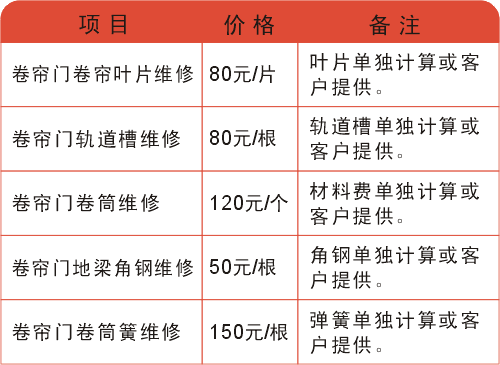 项目 价格 备注
卷帘门卷帘叶片维修 80元/片 叶片单独计算或客
户提供。
卷帘门轨道槽维修 80元/根 轨道槽单独计算或
客户提供。
卷帘门卷筒维修 120元/个 材料费单独计算或
客户提供。
卷帘门地梁角钢维修 50元/根 角钢单独计算或客
户提供。
卷帘门卷筒簧维修 150元/根 弹簧单独计算或客
户提供。